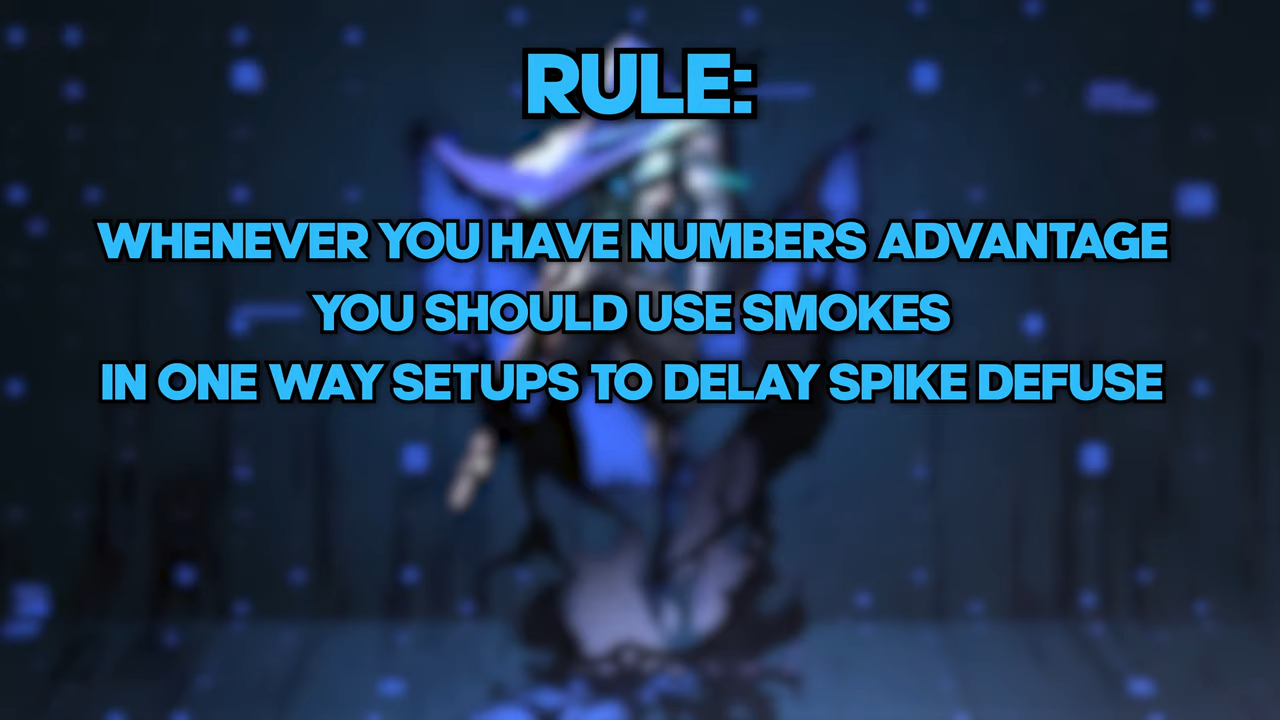 RULE:
WHENEVER YOU HAVE NUMBERS ADVANTAGE
YOU SHOULD USE SMOKES
IN ONE WAY SETUPS TO DELAY SPIKE DEFUSE